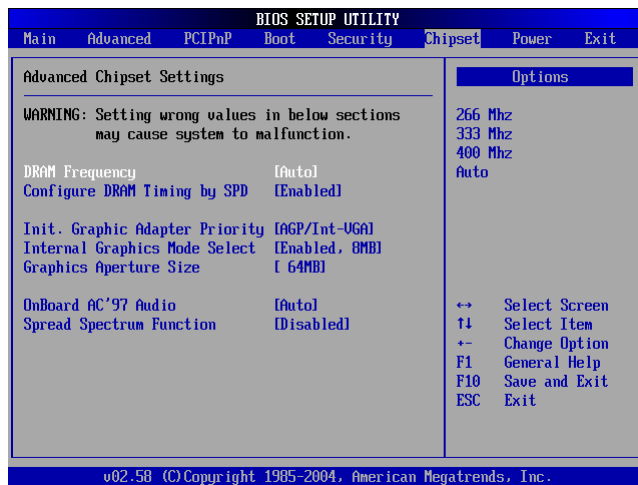 BIOS SETUP UTILITY
Main Advanced PCIPnP Boot Security Chipset Power Exit
Advanced Chipset Settings
WARNING: Setting wrong values in below sections
may cause system to malfunction.
DRAM Frequency [Auto]
Configure DRAM Timing by SPD [Enabled]
Init. Graphic Adapter Priority [AGP/Int-VGA]
Internal Graphics Mode Select [Enabled, 8MB]
Graphics Aperture Size [ 64MB]
OnBoard AC'97 Audio [Auto]
Spread Spectrum Function [Disabled]
Options
266 Mhz
333 Mhz
400 Mhz
Auto
↔ Select Screen
↑↓ Select Item
+- Change Option
F1 General Help
F10 Save and Exit
ESC Exit
v02.58 (C)Copyright 1985-2004, American Megatrends, Inc.